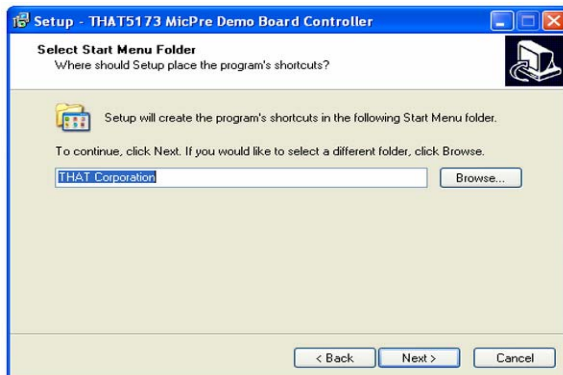 Setup - THAT5173 MicPre Demo Board Controller
Select Start Menu Folder
Where should Setup place the program's shortcuts?
Setup will create the program's shortcuts in the following Start Menu folder.
To continue, click Next. If you would like to select a different folder, click Browse.
THAT Corporation
Browse...
< Back
Next >
Cancel